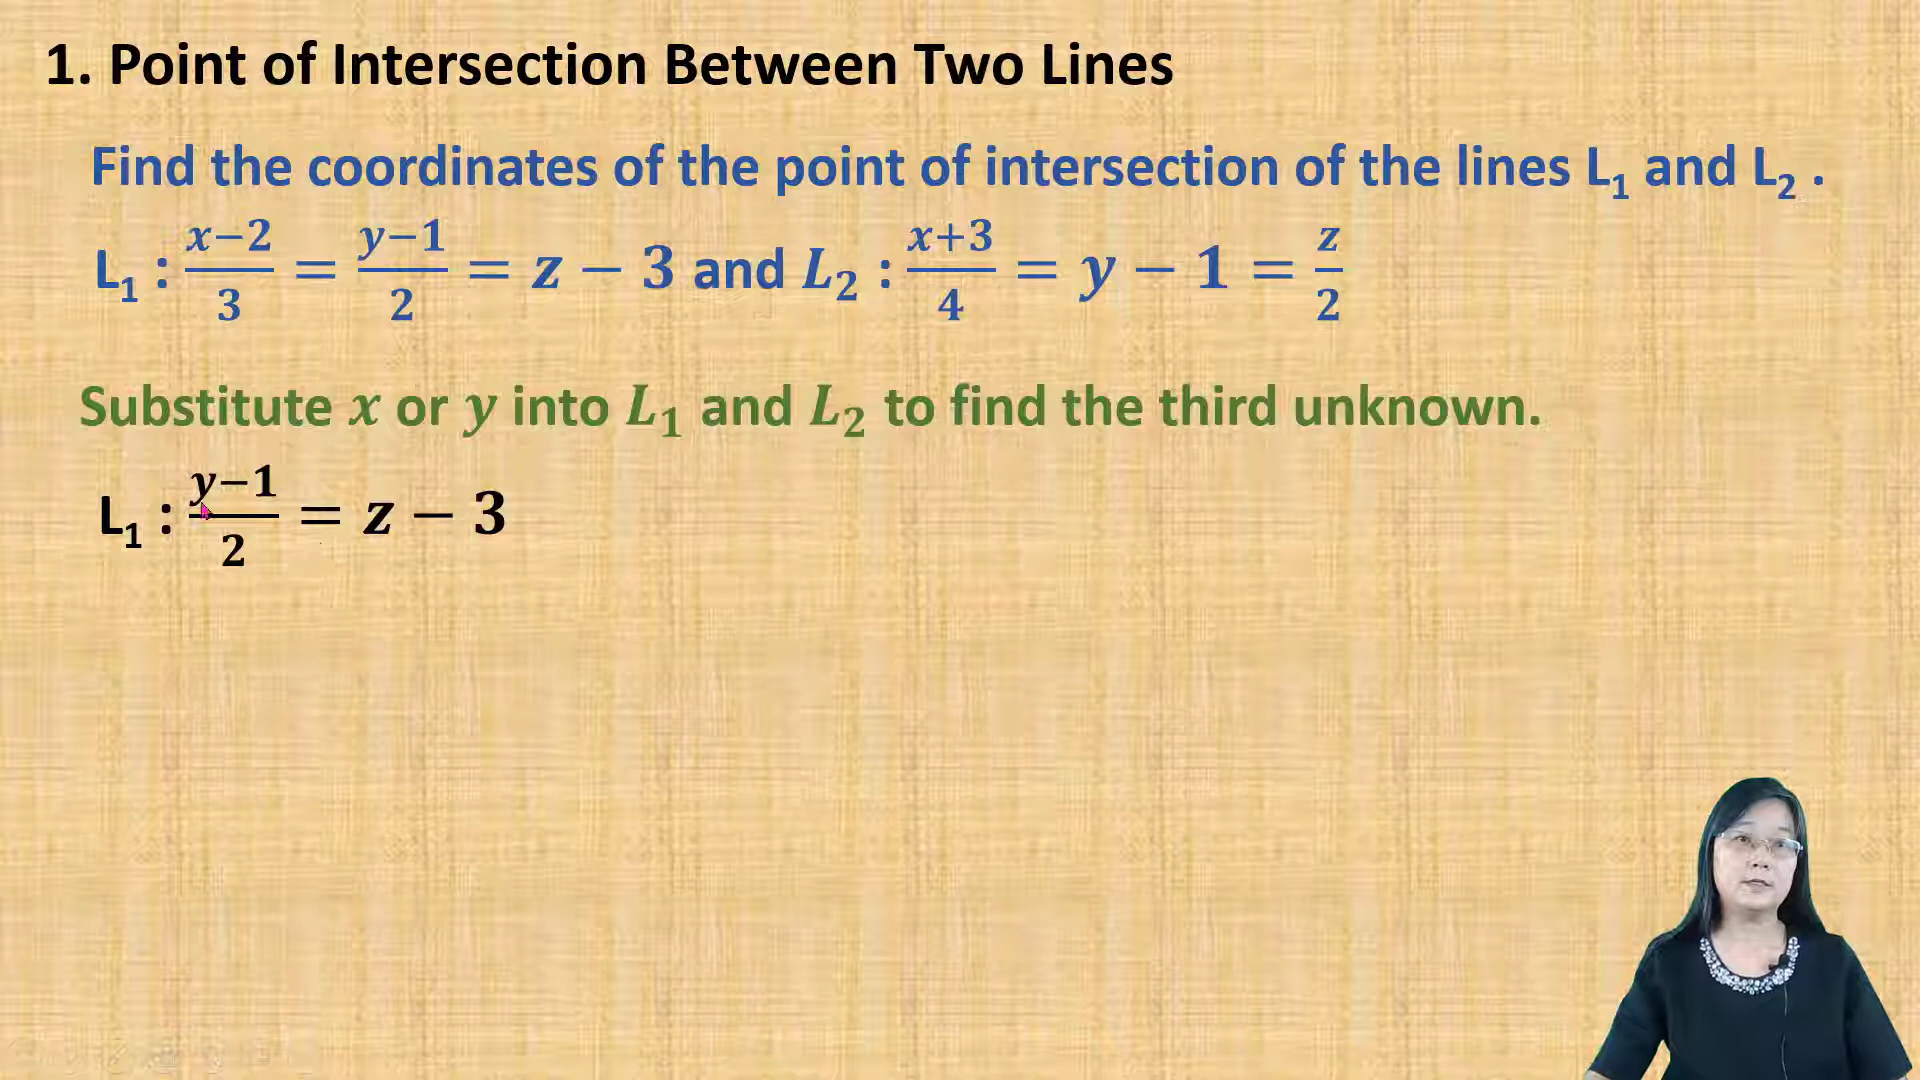 1. Point of Intersection Between Two Lines
Find the coordinates of the point of intersection of the lines L₁ and L₂ .
L₁ : (x−2)/3 = (y−1)/2 = z − 3 and L₂ : (x+3)/4 = y − 1 = z/2
Substitute x or y into L₁ and L₂ to find the third unknown.
L₁ : (y−1)/2 = z − 3